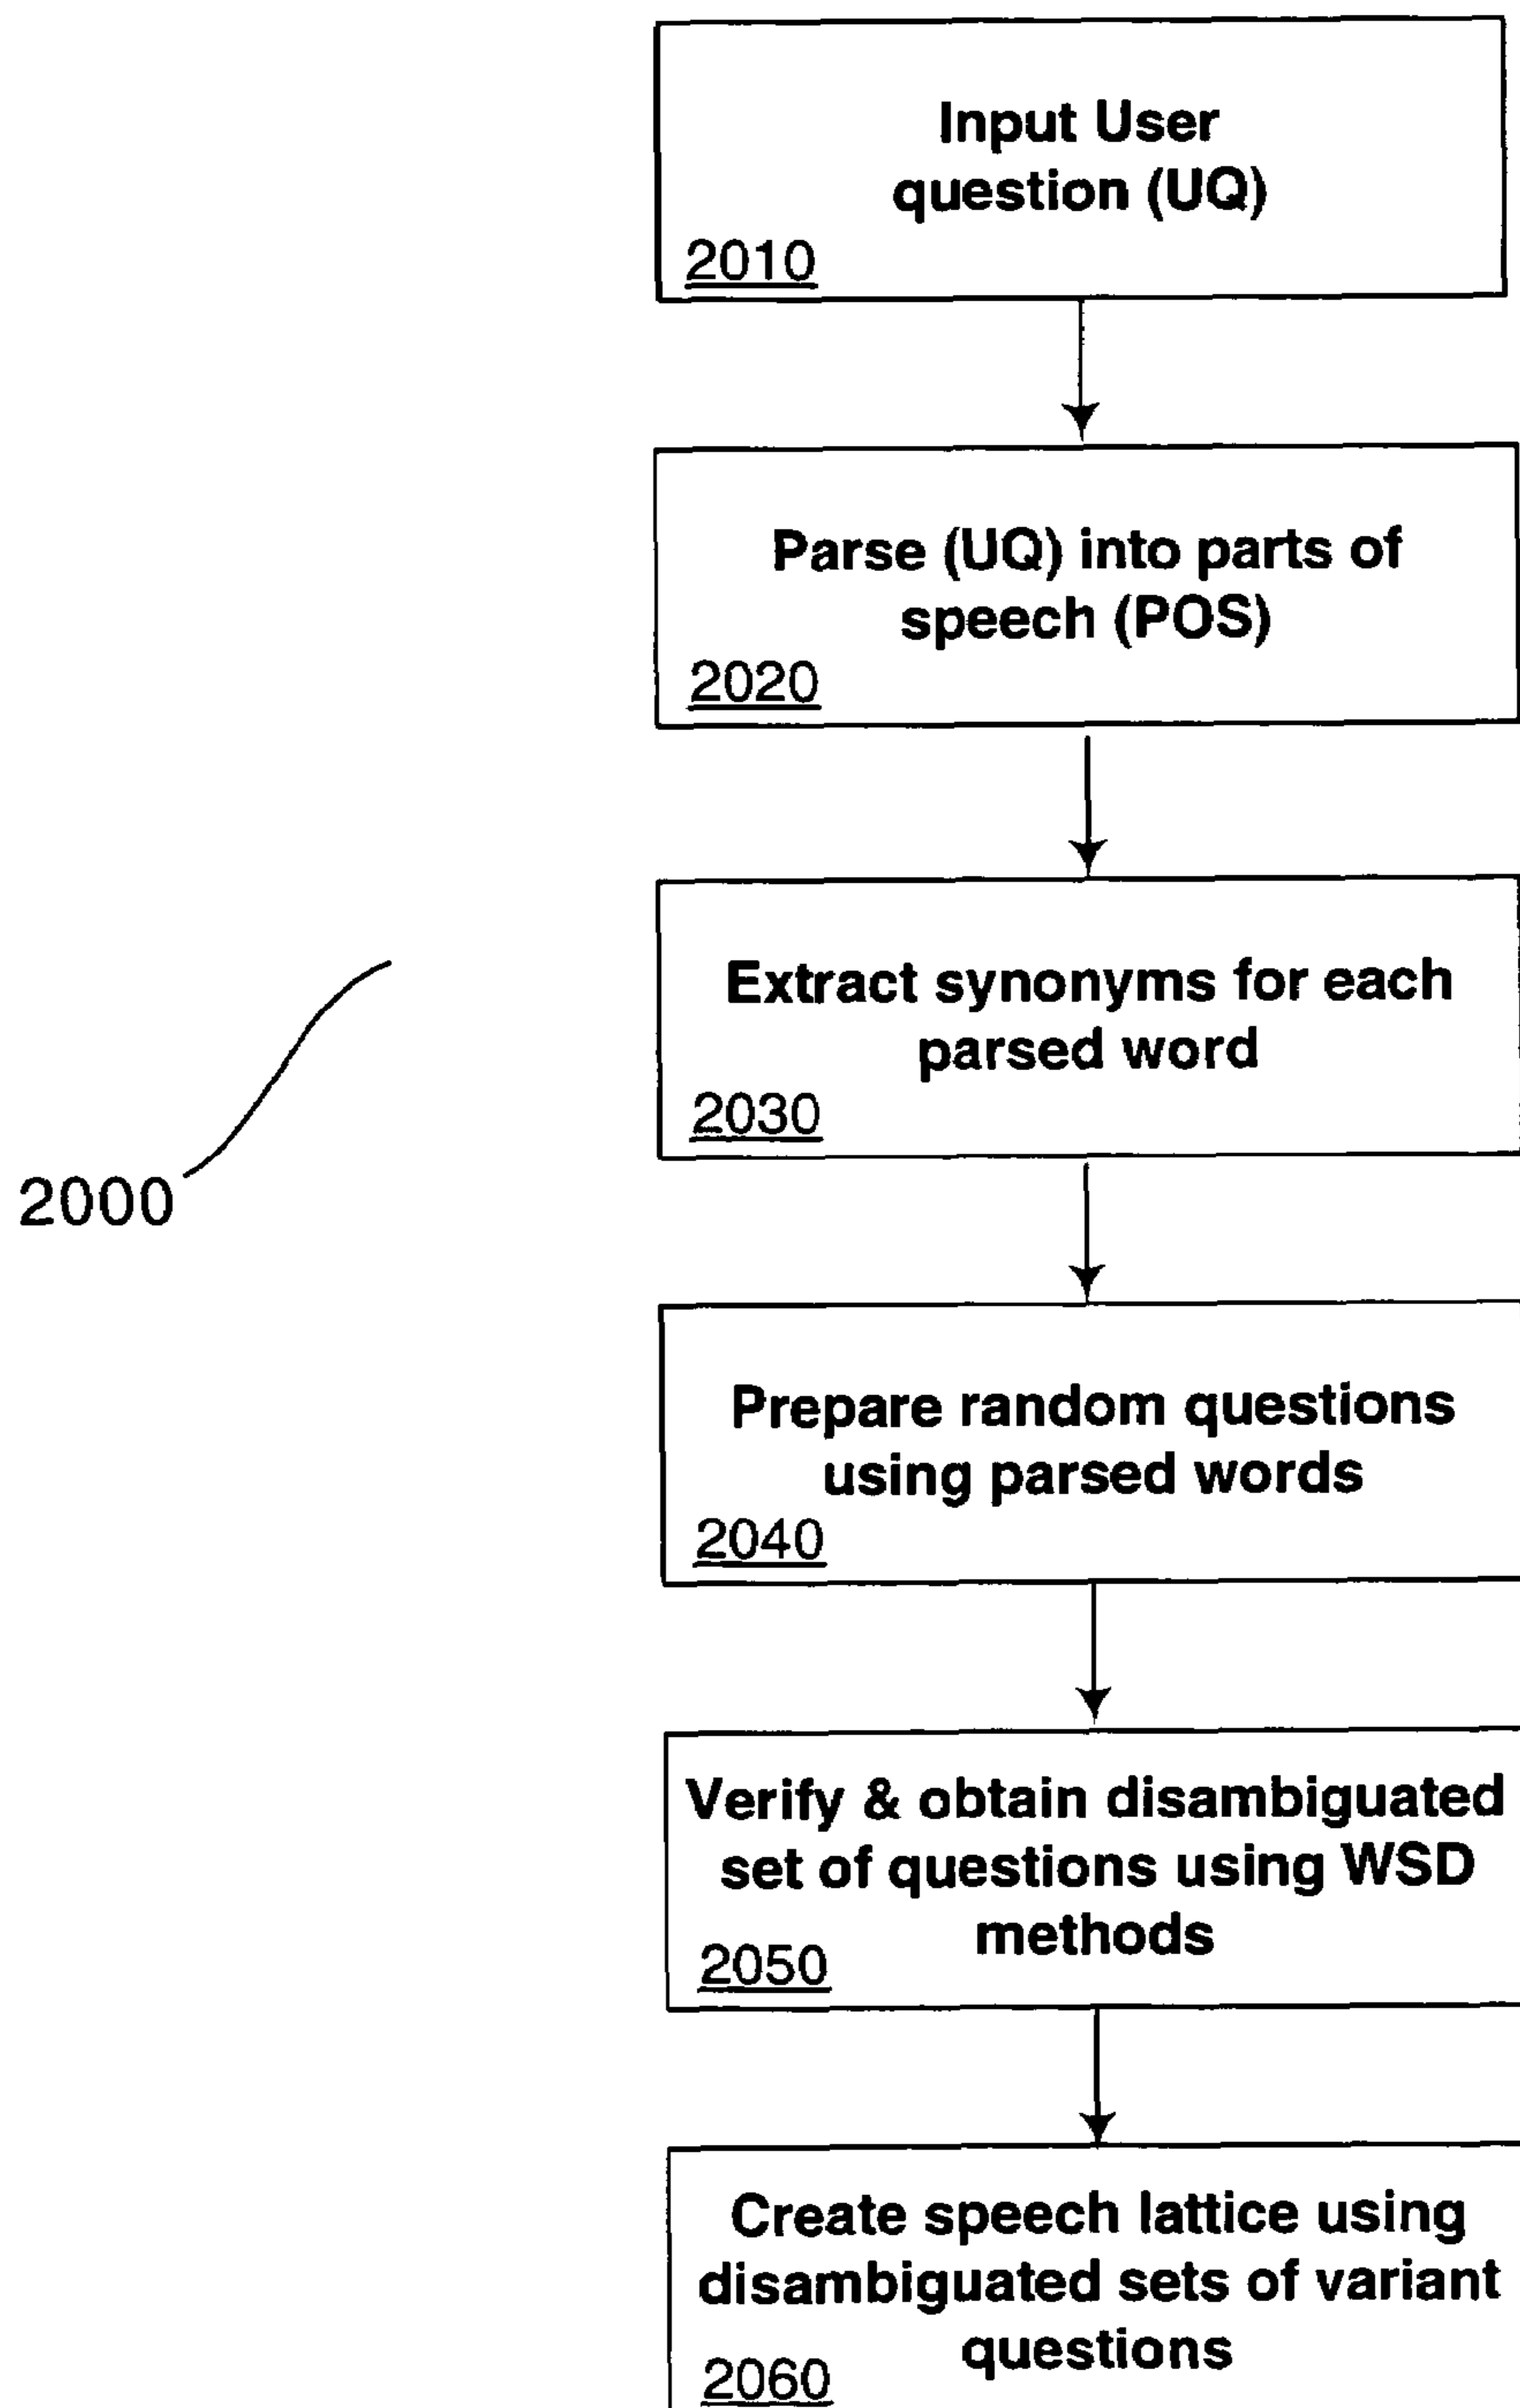 Input User
question (UQ)
2010
Parse (UQ) into parts of
speech (POS)
2020
Extract synonyms for each
parsed word
2030
2000
Prepare random questions
using parsed words
2040
Verify & obtain disambiguated
set of questions using WSD
methods
2050
Create speech lattice using
disambiguated sets of variant
questions
2060